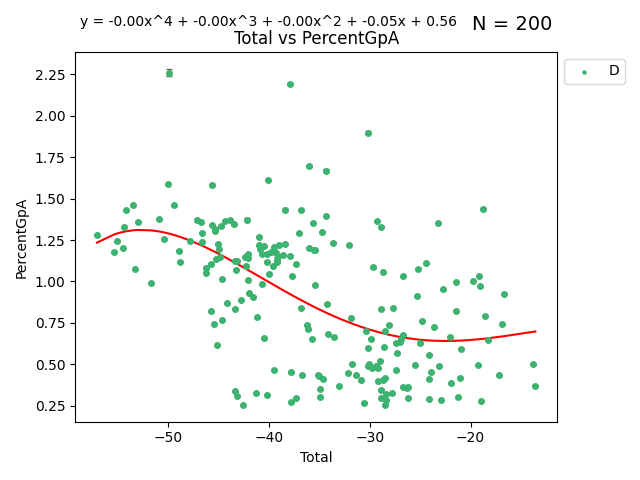 y = -0.00x^4 + -0.00x^3 + -0.00x^2 + -0.05x + 0.56
N = 200
Total vs PercentGpA
D
PercentGpA
2.25
2.00
1.75
1.50
1.25
1.00
0.75
0.50
0.25
−50
−40
−30
−20
Total